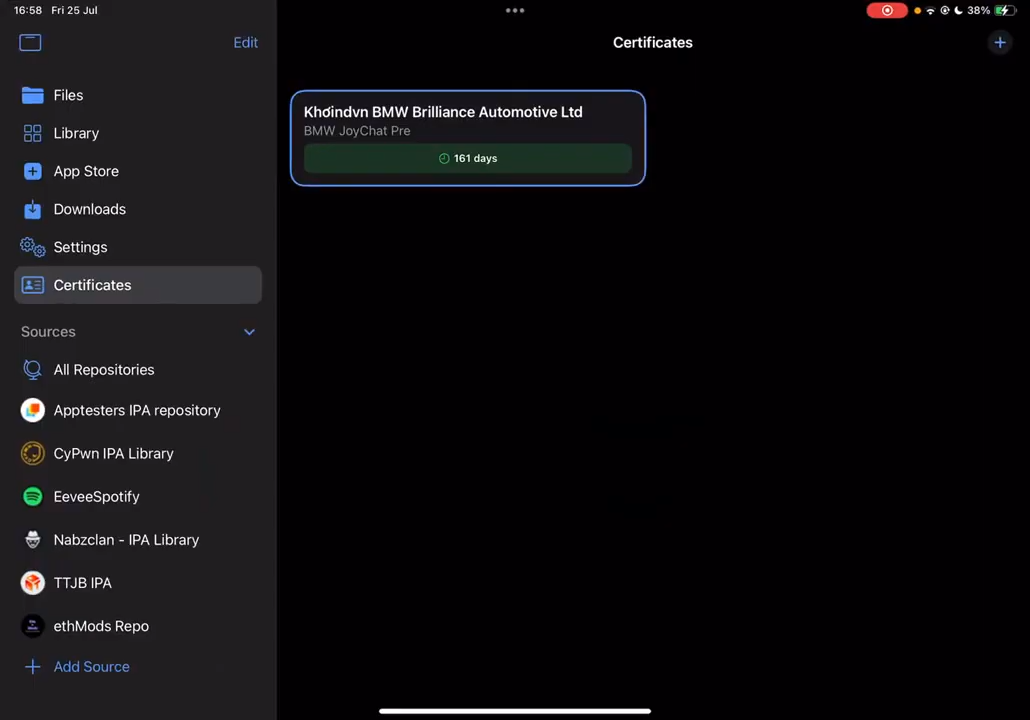 16:58 Fri 25 Jul
38%
Edit
Certificates
Files
Library
App Store
Downloads
Settings
Certificates
Sources
All Repositories
Apptesters IPA repository
CyPwn IPA Library
EeveeSpotify
Nabzclan - IPA Library
TTJB IPA
ethMods Repo
Add Source
Khỏindvn BMW Brilliance Automotive Ltd
BMW JoyChat Pre
161 days